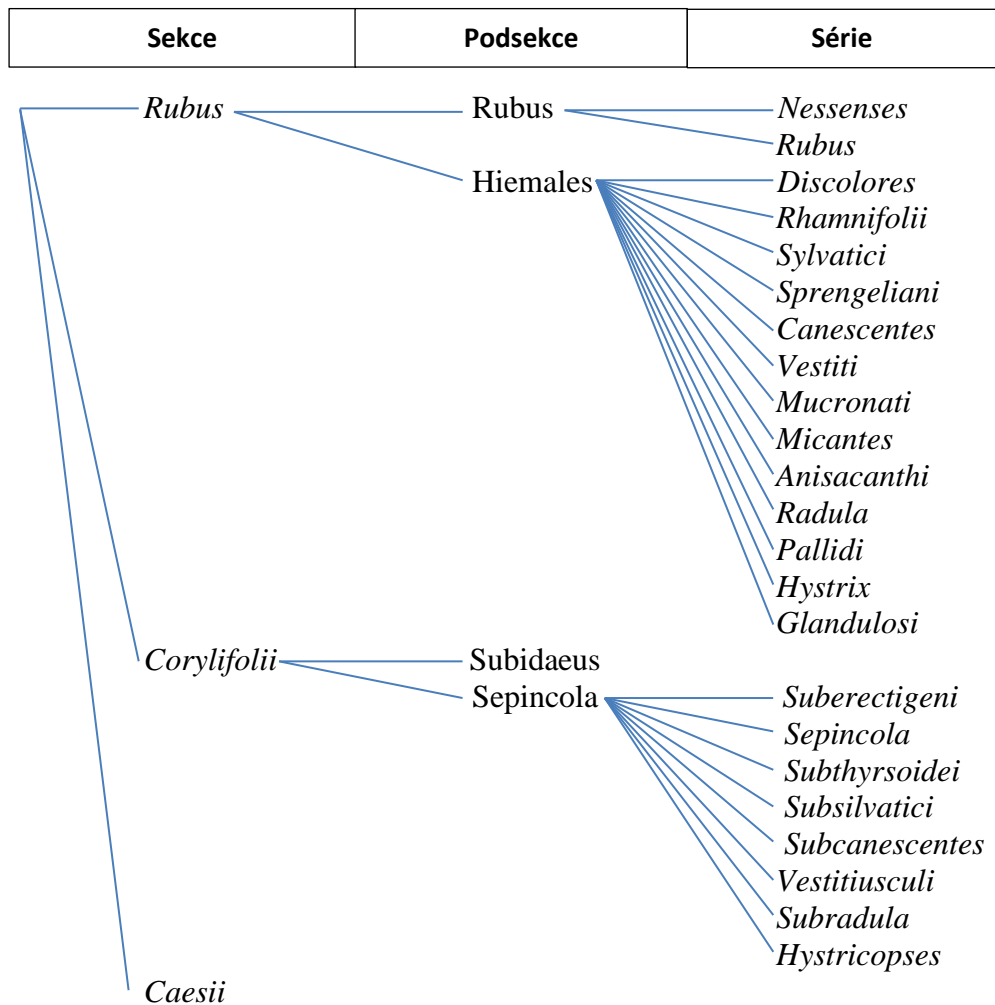 Sekce Podsekce Série
Rubus Rubus Nessenses
Rubus
Hiemales Discolores
Rhamnifolii
Sylvatici
Sprengeliani
Canescentes
Vestiti
Mucronati
Micantes
Anisacanthi
Radula
Pallidi
Hystrix
Glandulosi
Corylifolii Subidaeus
Sepincola Suberectigeni
Sepincola
Subthyrsoidei
Subsilvatici
Subcanescentes
Vestitiusculi
Subradula
Hystricopses
Caesii